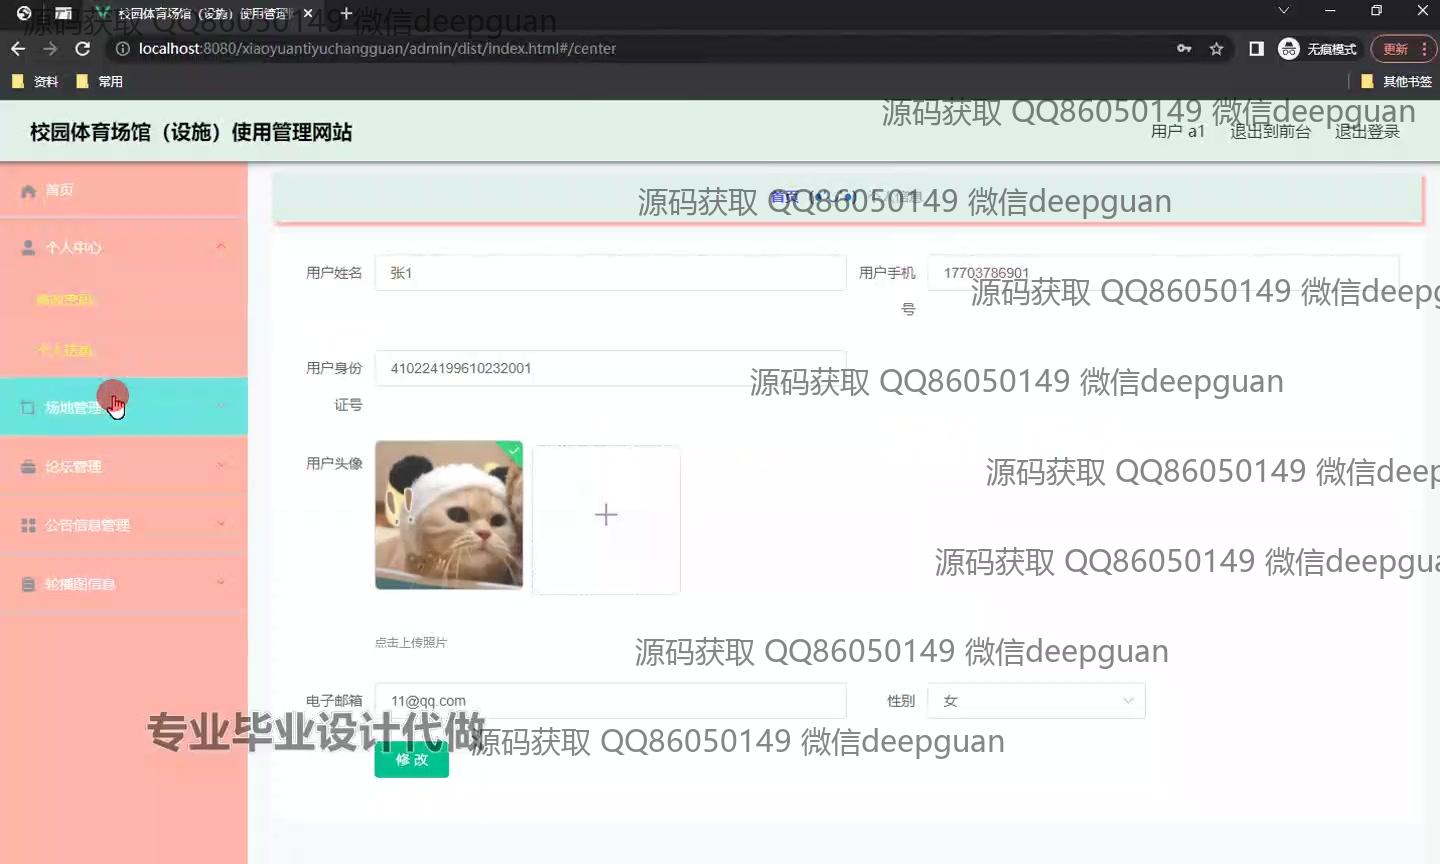 校园体育场馆（设施）使用管理
源码获取 QQ86050149 微信deepguan
localhost:8080/xiaoyuantiyuchangguan/admin/dist/index.html#/center
无痕模式
更新
资料
常用
其他书签
源码获取 QQ86050149 微信deepguan
校园体育场馆（设施）使用管理网站
用户 a1
退出到前台
退出登录
首页
源码获取 QQ86050149 微信deepguan
首页
个人信息
个人中心
用户姓名
张1
用户手机号
17703786901
源码获取 QQ86050149 微信deepg
修改密码
个人信息
用户身份证号
410224199610232001
源码获取 QQ86050149 微信deepguan
场地管理
论坛管理
用户头像
源码获取 QQ86050149 微信deep
公告信息管理
源码获取 QQ86050149 微信deepgua
轮播图信息
点击上传照片
源码获取 QQ86050149 微信deepguan
电子邮箱
11@qq.com
性别
女
专业毕业设计代做
源码获取 QQ86050149 微信deepguan
修改